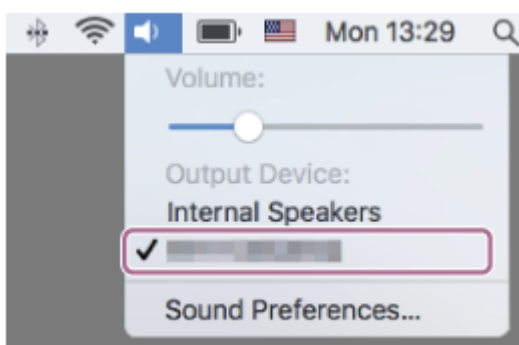 Mon 13:29
Volume:
Output Device:
Internal Speakers
Sound Preferences...